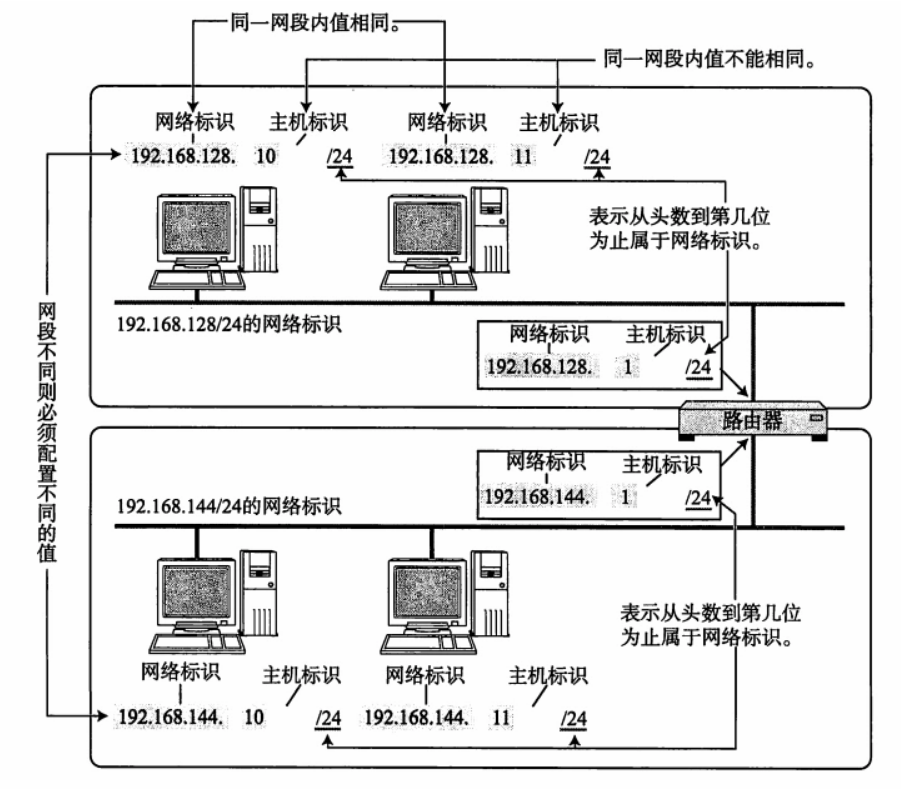 同一网段内值相同。
同一网段内值不能相同。
网络标识 主机标识 网络标识 主机标识
192.168.128. 10 /24 192.168.128. 11 /24
表示从头数到第几位
为止属于网络标识。
192.168.128/24的网络标识
网络标识 主机标识
192.168.128. 1 /24
网段不同则必须配置不同的值
路由器
网络标识 主机标识
192.168.144. 1 /24
192.168.144/24的网络标识
表示从头数到第几位
为止属于网络标识。
网络标识 主机标识 网络标识 主机标识
192.168.144. 10 /24 192.168.144. 11 /24